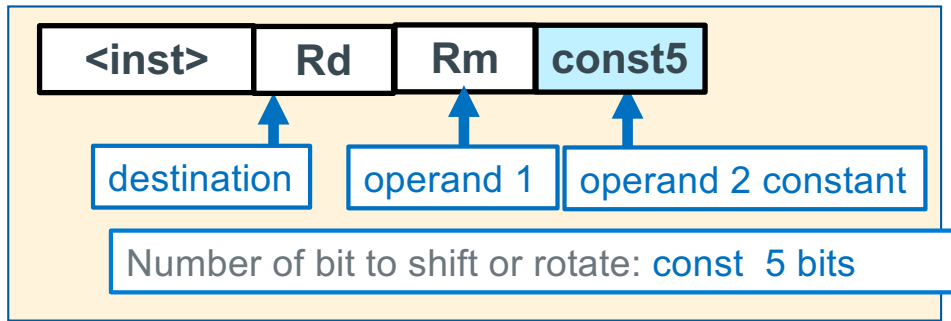 <inst> Rd Rm const5
destination operand 1 operand 2 constant
Number of bit to shift or rotate: const 5 bits